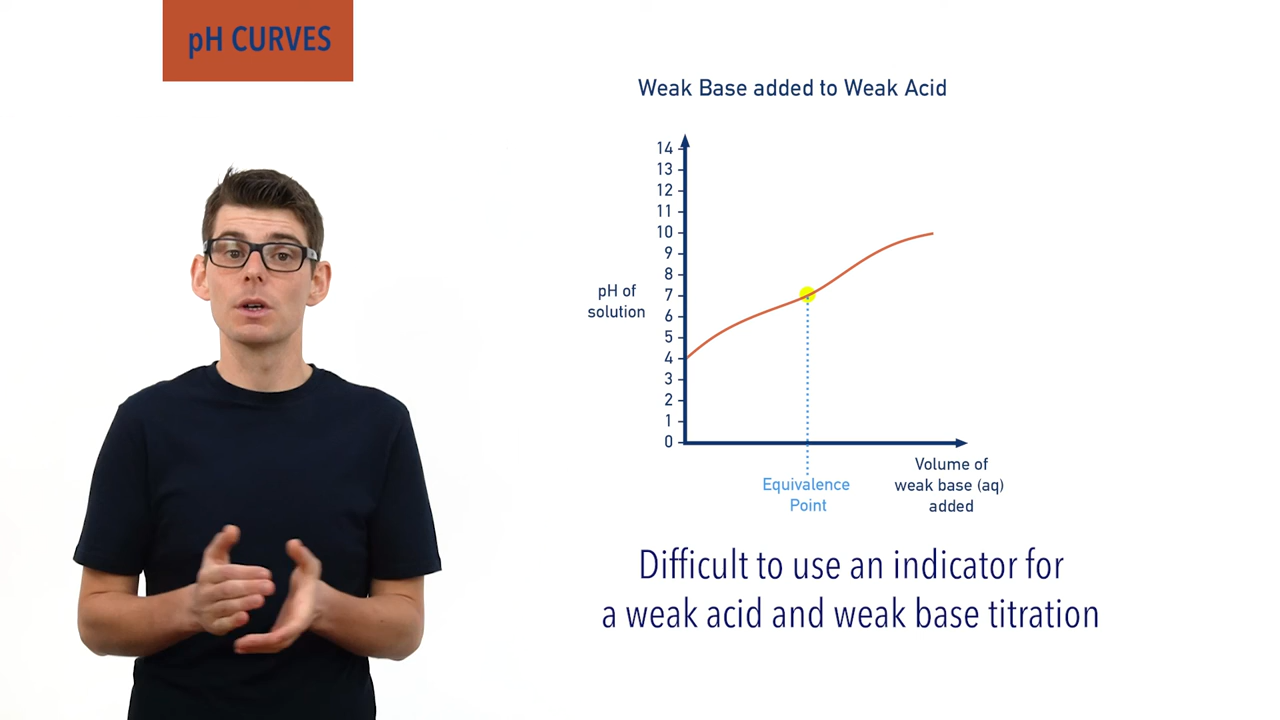 pH CURVES
Weak Base added to Weak Acid
14
13
12
11
10
9
8
7
6
5
4
3
2
1
0
pH of
solution
Equivalence
Point
Volume of
weak base (aq)
added
Difficult to use an indicator for
a weak acid and weak base titration